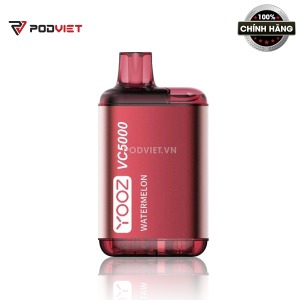 PODVIET
100%
CHÍNH HÃNG
YOOZ VC5000
WATERMELON
PODVIET.VN